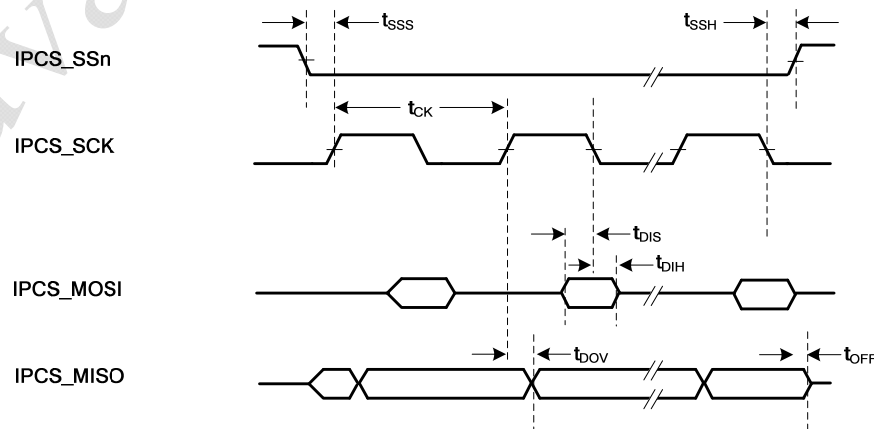 tSSS
tSSH
IPCS_SSn
tCK
IPCS_SCK
tDIS
tDIH
IPCS_MOSI
tDOV
tOFF
IPCS_MISO